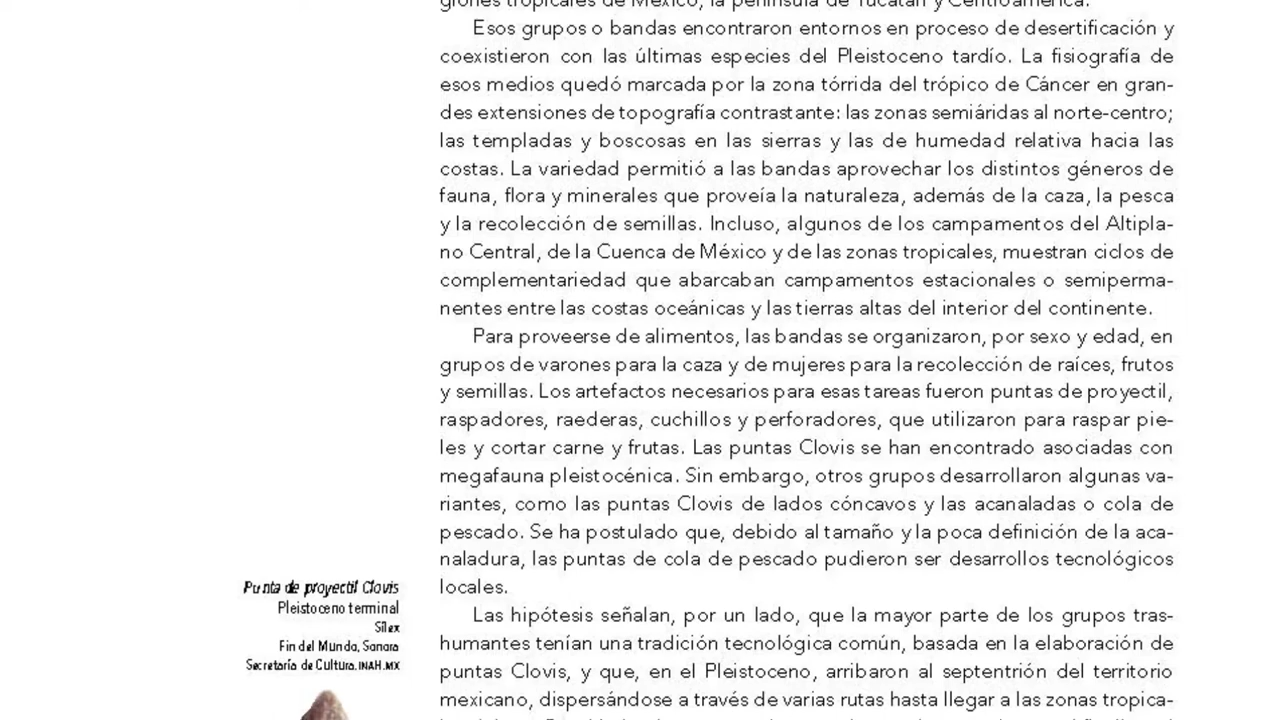 giones tropicales de México, la península de Yucatán y Centroamérica.
Esos grupos o bandas encontraron entornos en proceso de desertificación y
coexistieron con las últimas especies del Pleistoceno tardío. La fisiografía de
esos medios quedó marcada por la zona tórrida del trópico de Cáncer en gran-
des extensiones de topografía contrastante: las zonas semiáridas al norte-centro;
las templadas y boscosas en las sierras y las de humedad relativa hacia las
costas. La variedad permitió a las bandas aprovechar los distintos géneros de
fauna, flora y minerales que proveía la naturaleza, además de la caza, la pesca
y la recolección de semillas. Incluso, algunos de los campamentos del Altipla-
no Central, de la Cuenca de México y de las zonas tropicales, muestran ciclos de
complementariedad que abarcaban campamentos estacionales o semiperma-
nentes entre las costas oceánicas y las tierras altas del interior del continente.
Para proveerse de alimentos, las bandas se organizaron, por sexo y edad, en
grupos de varones para la caza y de mujeres para la recolección de raíces, frutos
y semillas. Los artefactos necesarios para esas tareas fueron puntas de proyectil,
raspadores, raederas, cuchillos y perforadores, que utilizaron para raspar pie-
les y cortar carne y frutas. Las puntas Clovis se han encontrado asociadas con
megafauna pleistocénica. Sin embargo, otros grupos desarrollaron algunas va-
riantes, como las puntas Clovis de lados cóncavos y las acanaladas o cola de
pescado. Se ha postulado que, debido al tamaño y la poca definición de la aca-
naladura, las puntas de cola de pescado pudieron ser desarrollos tecnológicos
locales.
Las hipótesis señalan, por un lado, que la mayor parte de los grupos tras-
humantes tenían una tradición tecnológica común, basada en la elaboración de
puntas Clovis, y que, en el Pleistoceno, arribaron al septentrión del territorio
mexicano, dispersándose a través de varias rutas hasta llegar a las zonas tropica-
Punta de proyectil Clovis
Pleistoceno terminal
Sílex
Fin del Mundo, Sonora
Secretaría de Cultura.INAH.MX